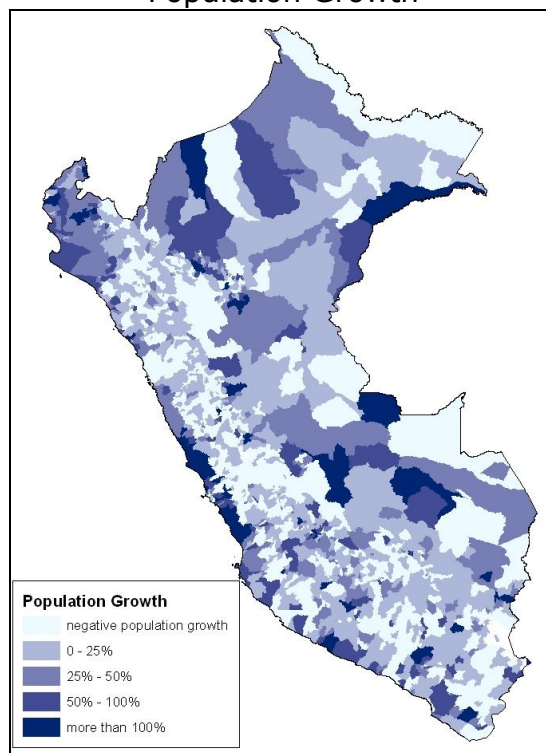 Population Growth
Population Growth
negative population growth
0 - 25%
25% - 50%
50% - 100%
more than 100%